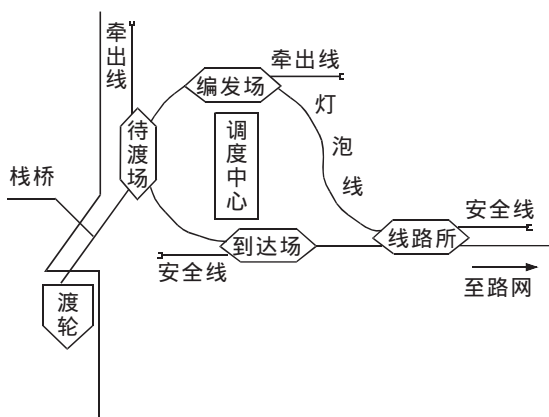 牵出线
编发场
牵出线
灯泡线
待渡场
调度中心
栈桥
安全线
到达场
线路所
安全线
至路网
渡轮